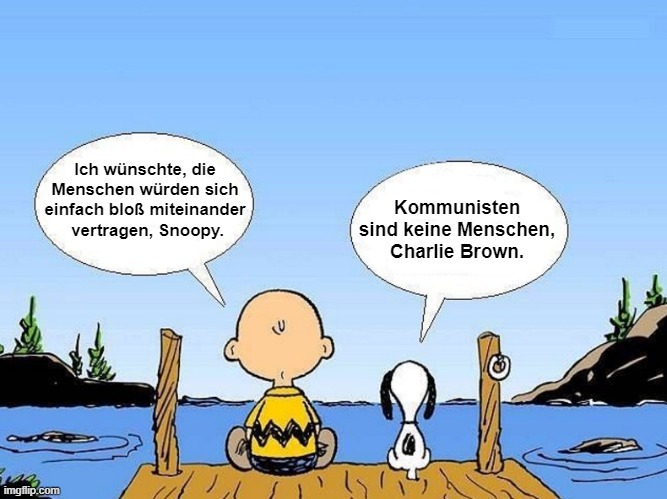 Ich wünschte, die
Menschen würden sich
einfach bloß miteinander
vertragen, Snoopy.
Kommunisten
sind keine Menschen,
Charlie Brown.
imgflip.com